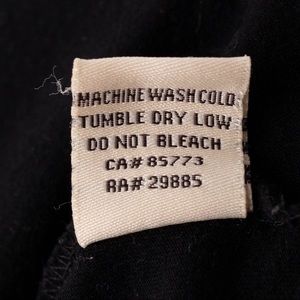 MACHINE WASH COLD
TUMBLE DRY LOW
DO NOT BLEACH
CA# 85773
RA# 29885